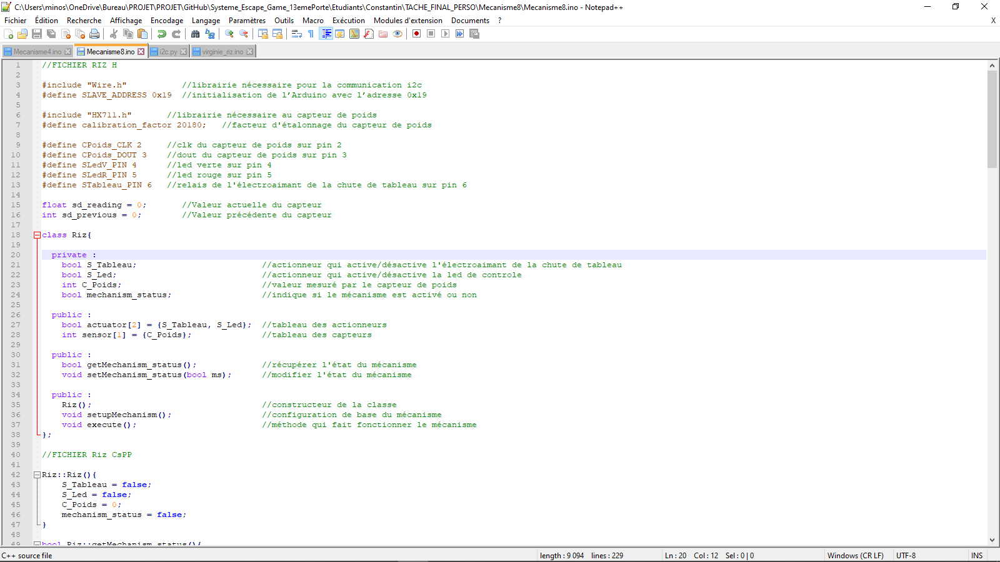 C:\Users\minos\OneDrive\Bureau\PROJET\PROJET\GitHub\Systeme_Escape_Game_13emePorte\Etudiants\Constantin\TACHE_FINAL_PERSO\Mecanisme8\Mecanisme8.ino - Notepad++
Fichier Édition Recherche Affichage Encodage Langage Paramètres Outils Macro Exécution Modules d'extension Documents ? X
Mecanisme4.ino Mecanisme8.ino i2c.py virginie_riz.ino
1 //FICHIER RIZ H
2
3 #include "Wire.h" //librairie nécessaire pour la communication i2c
4 #define SLAVE_ADDRESS 0x19 //initialisation de l’Arduino avec l’adresse 0x19
5
6 #include "HX711.h" //librairie nécessaire au capteur de poids
7 #define calibration_factor 20180; //facteur d'étalonnage du capteur de poids
8
9 #define CPoids_CLK 2 //clk du capteur de poids sur pin 2
10 #define CPoids_DOUT 3 //dout du capteur de poids sur pin 3
11 #define SLedV_PIN 4 //led verte sur pin 4
12 #define SLedR_PIN 5 //led rouge sur pin 5
13 #define STableau_PIN 6 //relais de l'électroaimant de la chute de tableau sur pin 6
14
15 float sd_reading = 0; //Valeur actuelle du capteur
16 int sd_previous = 0; //Valeur précédente du capteur
17
18 class Riz{
19
20 private :
21 bool S_Tableau; //actionneur qui active/désactive l'électroaimant de la chute de tableau
22 bool S_Led; //actionneur qui active/désactive la led de controle
23 int C_Poids; //valeur mesuré par le capteur de poids
24 bool mechanism_status; //indique si le mécanisme est activé ou non
25
26 public :
27 bool actuator[2] = {S_Tableau, S_Led}; //tableau des actionneurs
28 int sensor[1] = {C_Poids}; //tableau des capteurs
29
30 public :
31 bool getMechanism_status(); //récupérer l'état du mécanisme
32 void setMechanism_status(bool ms); //modifier l'état du mécanisme
33
34 public :
35 Riz(); //constructeur de la classe
36 void setupMechanism(); //configuration de base du mécanisme
37 void execute(); //méthode qui fait fonctionner le mécanisme
38 };
39
40 //FICHIER Riz CsPP
41
42 Riz::Riz(){
43 S_Tableau = false;
44 S_Led = false;
45 C_Poids = 0;
46 mechanism_status = false;
47 }
48
49 bool Riz::getMechanism_status(){
C++ source file length : 9 094 lines : 229 Ln : 20 Col : 12 Sel : 0 | 0 Windows (CR LF) UTF-8 INS